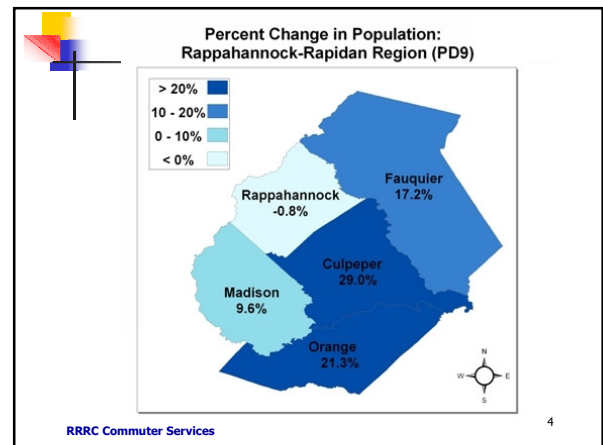 Percent Change in Population:
Rappahannock-Rapidan Region (PD9)
> 20%
10 - 20%
0 - 10%
< 0%
Fauquier
17.2%
Rappahannock
-0.8%
Culpeper
29.0%
Madison
9.6%
Orange
21.3%
N
W E
S
RRRC Commuter Services
4